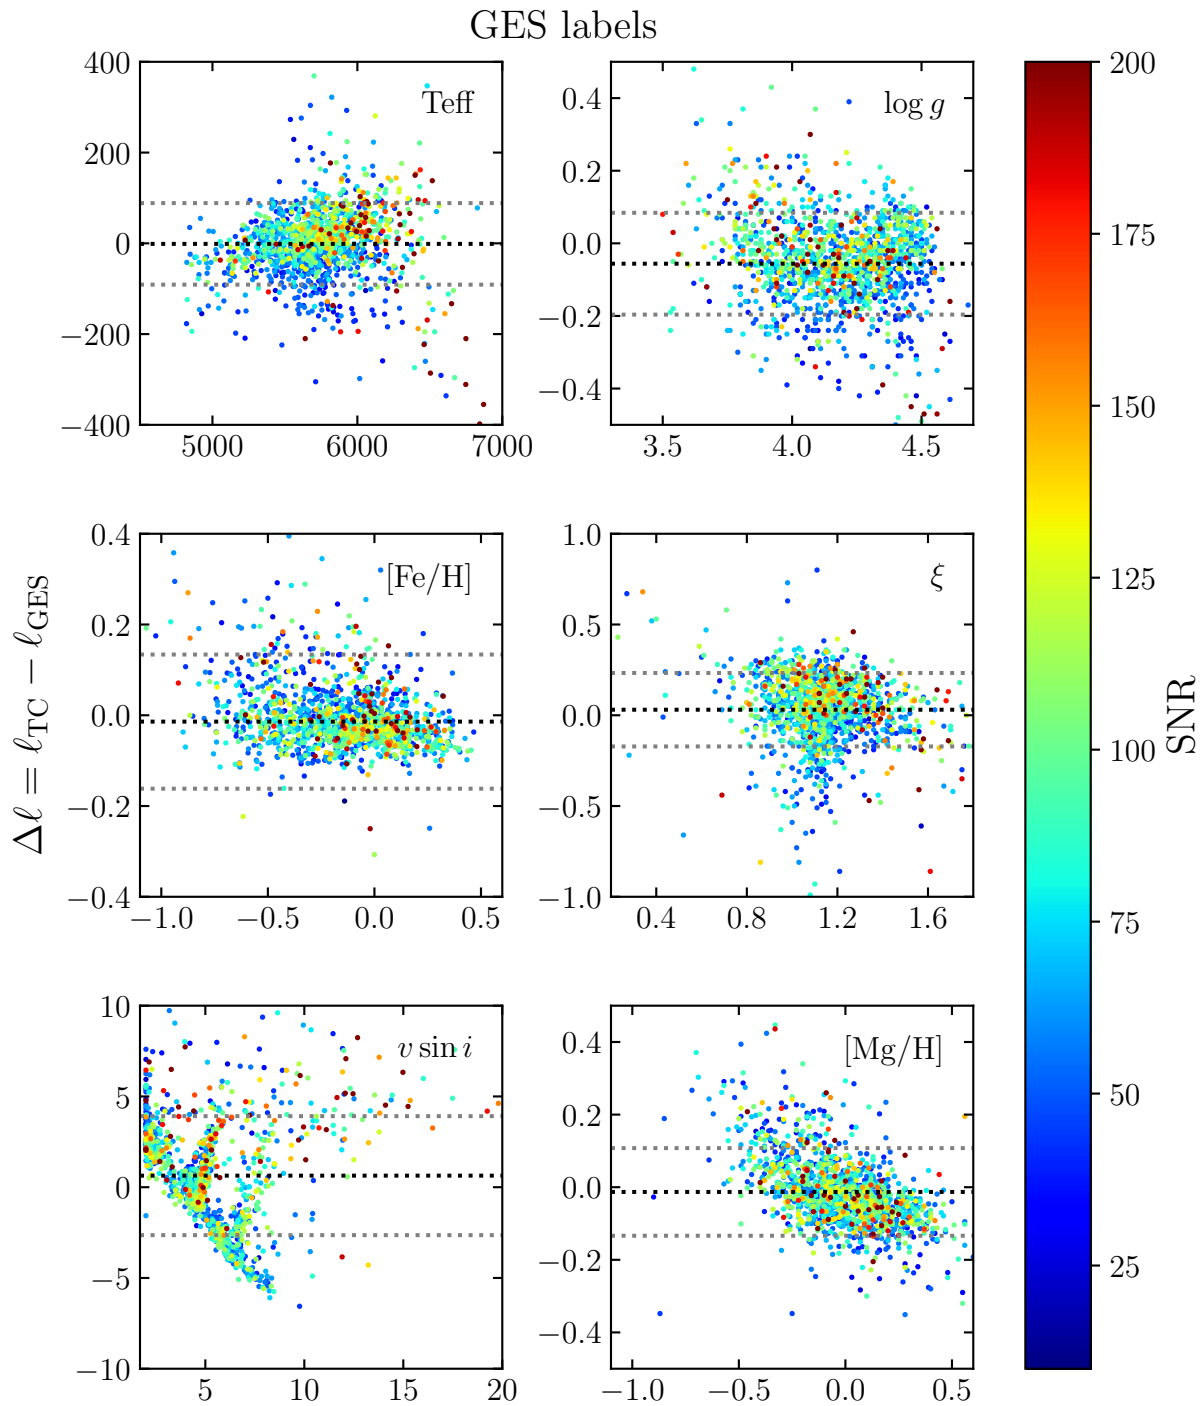 GES labels
Teff
400
200
0
−200
−400
5000 6000 7000
log g
0.4
0.2
0.0
−0.2
−0.4
3.5 4.0 4.5
[Fe/H]
0.4
0.2
0.0
−0.2
−0.4
−1.0 −0.5 0.0 0.5
ξ
1.0
0.5
0.0
−0.5
−1.0
0.4 0.8 1.2 1.6
v sin i
10
5
0
−5
−10
5 10 15 20
[Mg/H]
0.4
0.2
0.0
−0.2
−0.4
−1.0 −0.5 0.0 0.5
Δℓ = ℓTC − ℓGES
200
175
150
125
100
75
50
25
SNR